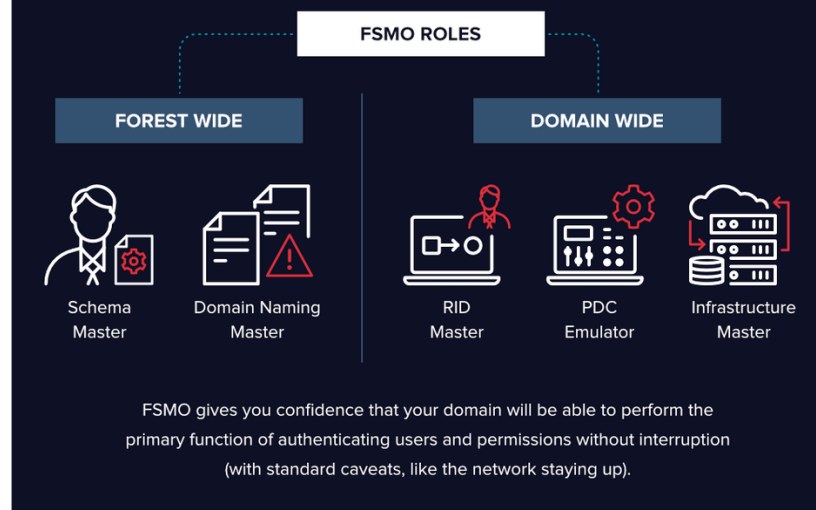 FSMO ROLES
FOREST WIDE
DOMAIN WIDE
Schema
Master
Domain Naming
Master
RID
Master
PDC
Emulator
Infrastructure
Master
FSMO gives you confidence that your domain will be able to perform the
primary function of authenticating users and permissions without interruption
(with standard caveats, like the network staying up).